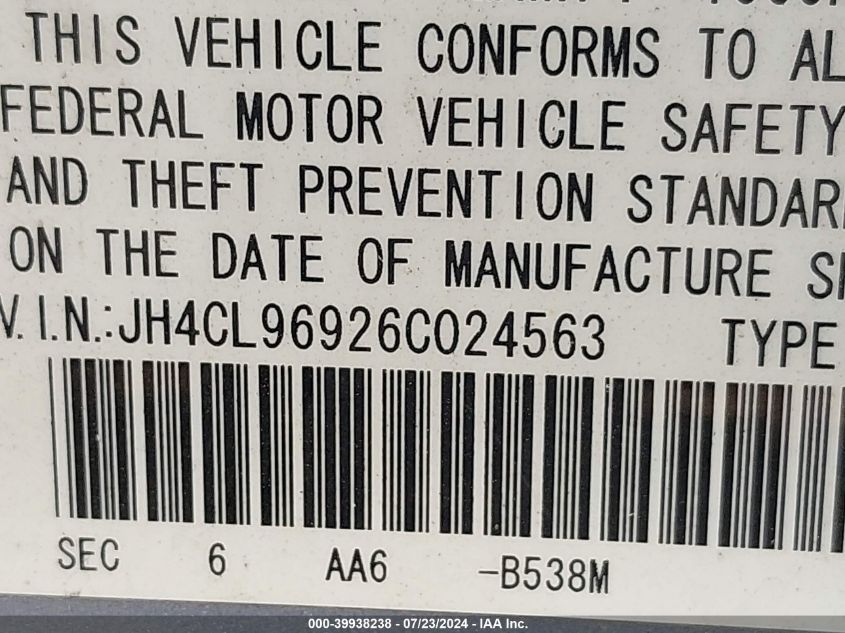 THIS VEHICLE CONFORMS TO AL
FEDERAL MOTOR VEHICLE SAFETY
AND THEFT PREVENTION STANDAR
ON THE DATE OF MANUFACTURE
V.I.N.:JH4CL96926C024563 TYPE
SEC 6 AA6 -B538M
000-39938238 - 07/23/2024 - IAA Inc.